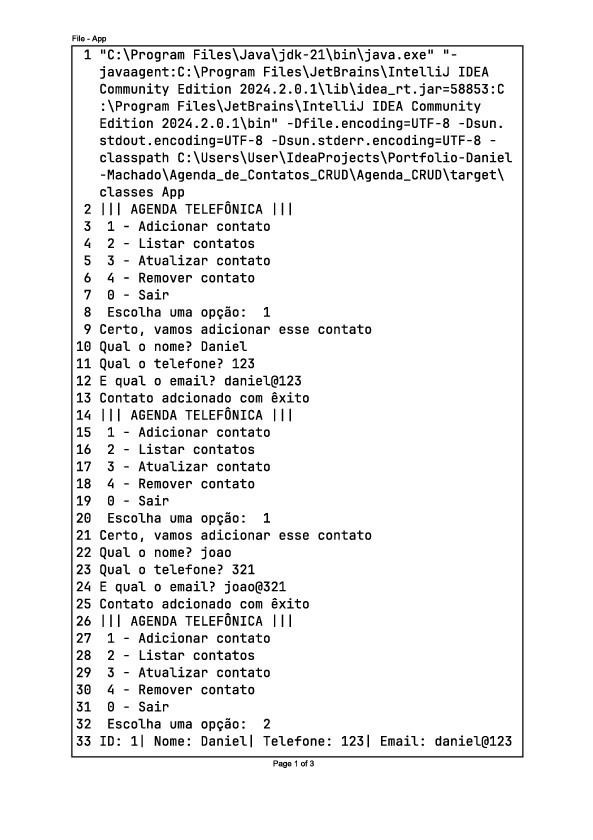 File - App
1 "C:\Program Files\Java\jdk-21\bin\java.exe" "-
javaagent:C:\Program Files\JetBrains\IntelliJ IDEA
Community Edition 2024.2.0.1\lib\idea_rt.jar=58853:C
:\Program Files\JetBrains\IntelliJ IDEA Community
Edition 2024.2.0.1\bin" -Dfile.encoding=UTF-8 -Dsun.
stdout.encoding=UTF-8 -Dsun.stderr.encoding=UTF-8 -
classpath C:\Users\User\IdeaProjects\Portfolio-Daniel
-Machado\Agenda_de_Contatos_CRUD\Agenda_CRUD\target\
classes App
2 ||| AGENDA TELEFÔNICA |||
3 1 - Adicionar contato
4 2 - Listar contatos
5 3 - Atualizar contato
6 4 - Remover contato
7 0 - Sair
8 Escolha uma opção: 1
9 Certo, vamos adicionar esse contato
10 Qual o nome? Daniel
11 Qual o telefone? 123
12 E qual o email? daniel@123
13 Contato adcionado com êxito
14 ||| AGENDA TELEFÔNICA |||
15 1 - Adicionar contato
16 2 - Listar contatos
17 3 - Atualizar contato
18 4 - Remover contato
19 0 - Sair
20 Escolha uma opção: 1
21 Certo, vamos adicionar esse contato
22 Qual o nome? joao
23 Qual o telefone? 321
24 E qual o email? joao@321
25 Contato adcionado com êxito
26 ||| AGENDA TELEFÔNICA |||
27 1 - Adicionar contato
28 2 - Listar contatos
29 3 - Atualizar contato
30 4 - Remover contato
31 0 - Sair
32 Escolha uma opção: 2
33 ID: 1| Nome: Daniel| Telefone: 123| Email: daniel@123
Page 1 of 3